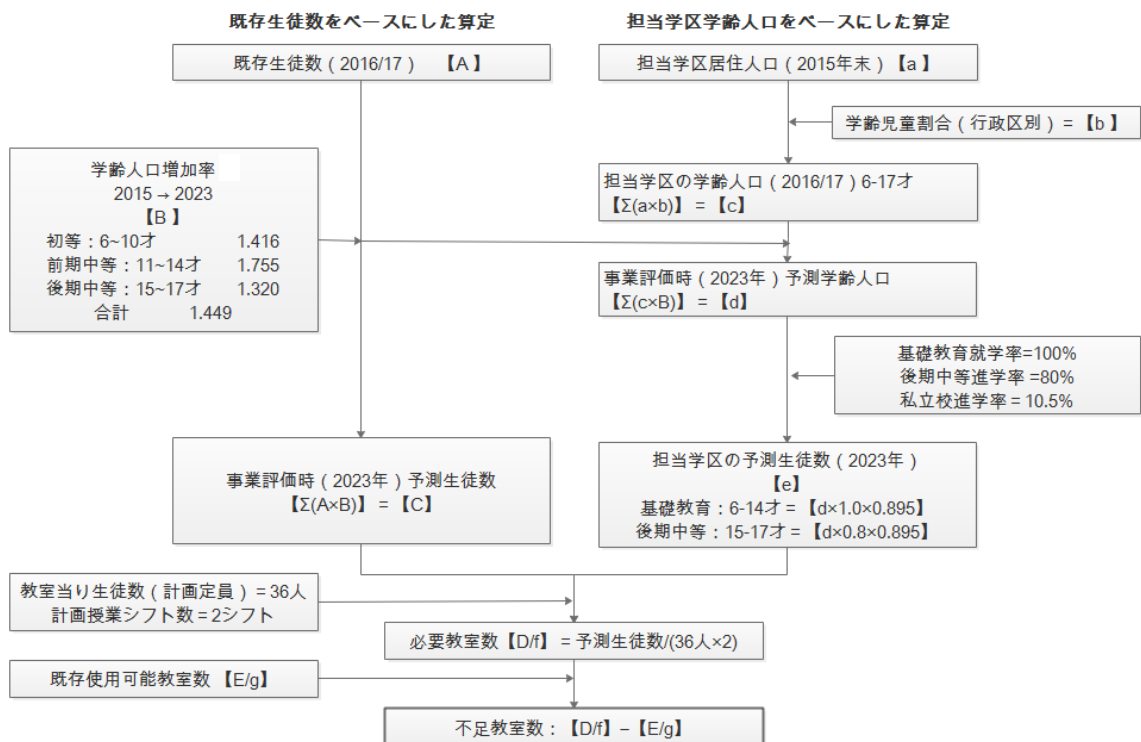 既存生徒数をベースにした算定
担当学区学齢人口をベースにした算定
既存生徒数(2016/17) 【A】
担当学区居住人口(2015年末)【a】
学齢児童割合(行政区別)=【b】
学齢人口増加率
2015→2023
【B】
初等:6~10才 1.416
前期中等:11~14才 1.755
後期中等:15~17才 1.320
合計 1.449
担当学区の学齢人口(2016/17)6-17才
【Σ(a×b)】=【c】
事業評価時(2023年)予測学齢人口
【Σ(c×B)】=【d】
基礎教育就学率=100%
後期中等進学率=80%
私立校進学率=10.5%
事業評価時(2023年)予測生徒数
【Σ(A×B)】=【C】
担当学区の予測生徒数(2023年)
【e】
基礎教育:6-14才=【d×1.0×0.895】
後期中等:15-17才=【d×0.8×0.895】
教室当り生徒数(計画定員)=36人
計画授業シフト数=2シフト
必要教室数【D/f】=予測生徒数/(36人×2)
既存使用可能教室数【E/g】
不足教室数:【D/f】–【E/g】